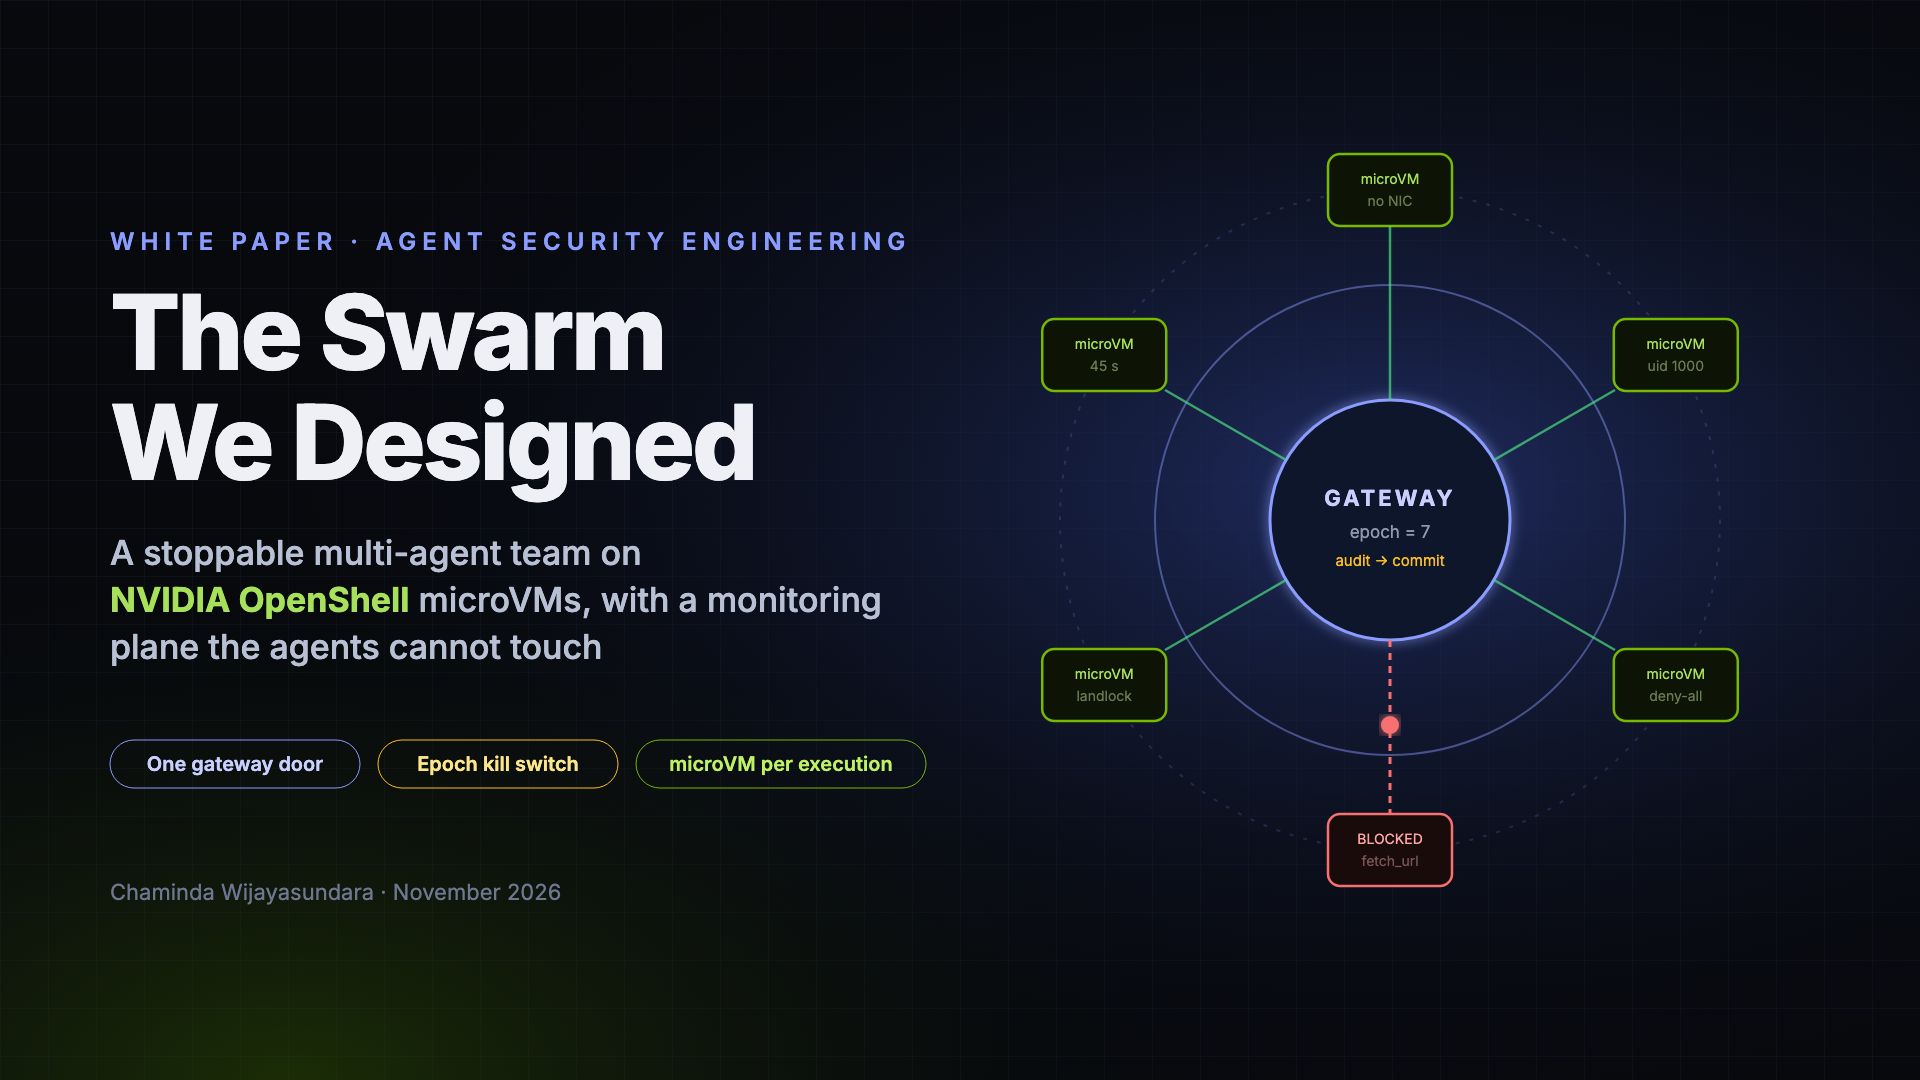 WHITE PAPER · AGENT SECURITY ENGINEERING
The Swarm
We Designed
A stoppable multi-agent team on
NVIDIA OpenShell microVMs, with a monitoring
plane the agents cannot touch
One gateway door
Epoch kill switch
microVM per execution
Chaminda Wijayasundara · November 2026
microVM
no NIC
microVM
45 s
microVM
uid 1000
GATEWAY
epoch = 7
audit → commit
microVM
landlock
microVM
deny-all
BLOCKED
fetch_url